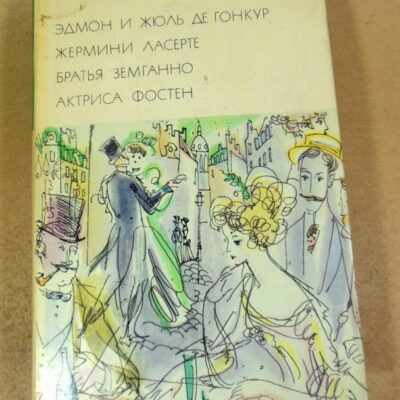 ЭДМОН И ЖЮЛЬ ДЕ ГОНКУР
ЖЕРМИНИ ЛАСЕРТЕ
БРАТЬЯ ЗЕМГАННО
АКТРИСА ФОСТЕН